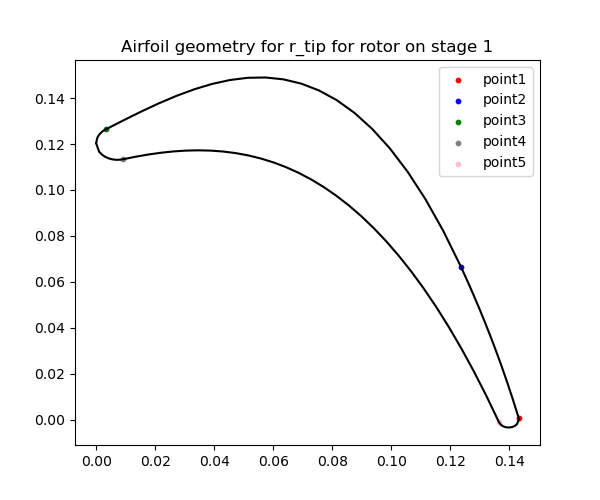 Airfoil geometry for r_tip for rotor on stage 1
point1
point2
point3
point4
point5
0.14
0.12
0.10
0.08
0.06
0.04
0.02
0.00
0.00 0.02 0.04 0.06 0.08 0.10 0.12 0.14